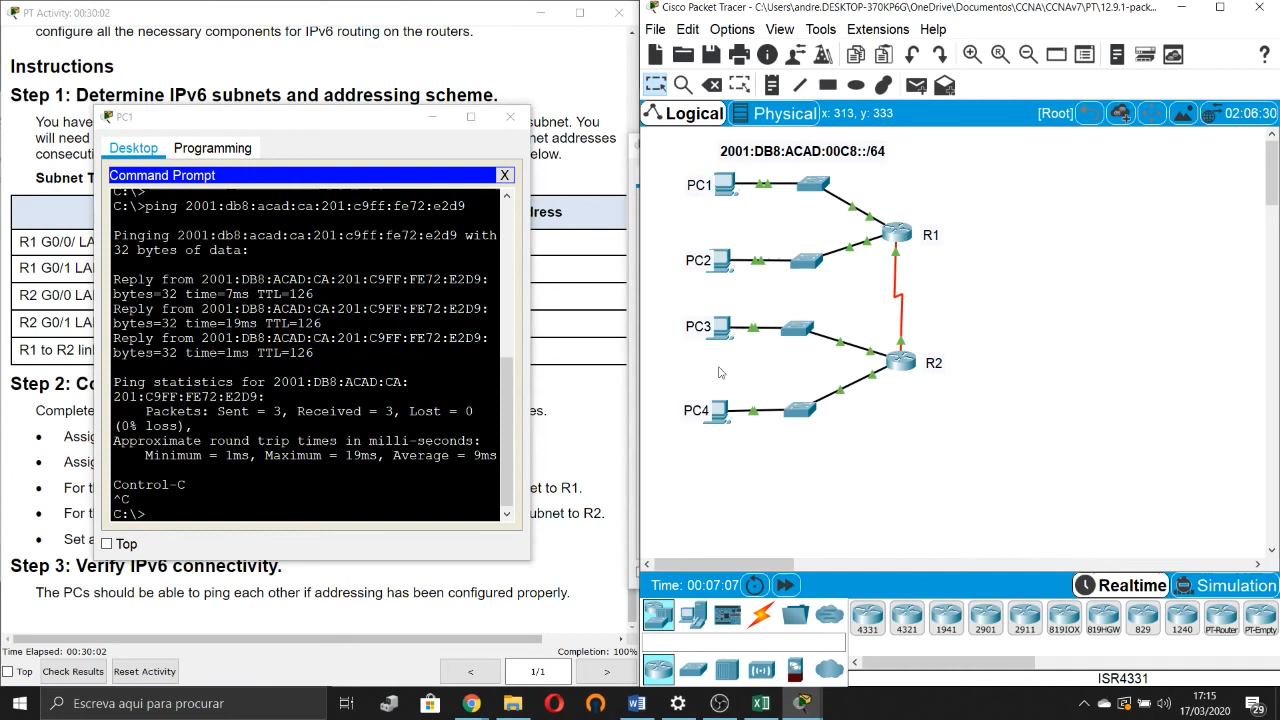 PT Activity: 00:30:02
configure all the necessary components for IPv6 routing on the routers.
Instructions
Step 1: Determine IPv6 subnets and addressing scheme.
You have
subnet. You
will need
net addresses
consecuti
below.
Subnet T
dress
R1 G0/0/ LA
R1 G0/1 LA
R2 G0/0 LA
R2 G0/1 LA
R1 to R2 lin
Step 2: Co
Complete
es.
Assig
Assig
For th
et to R1.
For th
subnet to R2.
Set a
Step 3: Verify IPv6 connectivity.
The PCs should be able to ping each other if addressing has been configured properly.
Time Elapsed: 00:30:02
Completion: 100%
Top
Check Results
Reset Activity
<
1/1
>
PC1
Desktop
Programming
Command Prompt
X
C:\>
C:\>ping 2001:db8:acad:ca:201:c9ff:fe72:e2d9
Pinging 2001:db8:acad:ca:201:c9ff:fe72:e2d9 with
32 bytes of data:
Reply from 2001:DB8:ACAD:CA:201:C9FF:FE72:E2D9:
bytes=32 time=7ms TTL=126
Reply from 2001:DB8:ACAD:CA:201:C9FF:FE72:E2D9:
bytes=32 time=19ms TTL=126
Reply from 2001:DB8:ACAD:CA:201:C9FF:FE72:E2D9:
bytes=32 time=1ms TTL=126
Ping statistics for 2001:DB8:ACAD:CA:
201:C9FF:FE72:E2D9:
Packets: Sent = 3, Received = 3, Lost = 0
(0% loss),
Approximate round trip times in milli-seconds:
Minimum = 1ms, Maximum = 19ms, Average = 9ms
Control-C
^C
C:\>
Top
Cisco Packet Tracer - C:\Users\andre.DESKTOP-370KP6G\OneDrive\Documentos\CCNA\CCNAv7\PT\12.9.1-pack...
File Edit Options View Tools Extensions Help
Logical
Physical
x: 313, y: 333
[Root]
02:06:30
2001:DB8:ACAD:00C8::/64
PC1
R1
PC2
PC3
R2
PC4
Time: 00:07:07
Realtime
Simulation
4331 4321 1941 2901 2911 819IOX 819HGW 829 1240 PT-Router PT-Empty
ISR4331
Escreva aqui para procurar
17:15
17/03/2020
29